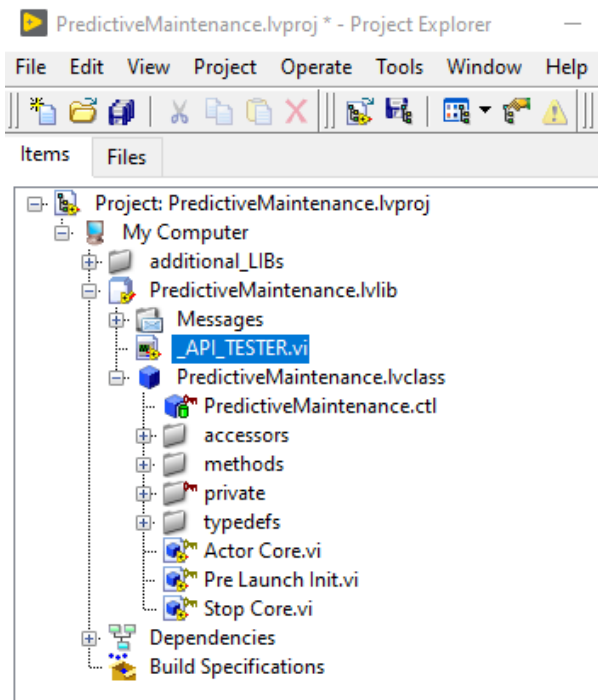 PredictiveMaintenance.lvproj * - Project Explorer
File Edit View Project Operate Tools Window Help
Items Files
Project: PredictiveMaintenance.lvproj
My Computer
additional_LIBs
PredictiveMaintenance.lvlib
Messages
_API_TESTER.vi
PredictiveMaintenance.lvclass
PredictiveMaintenance.ctl
accessors
methods
private
typedefs
Actor Core.vi
Pre Launch Init.vi
Stop Core.vi
Dependencies
Build Specifications